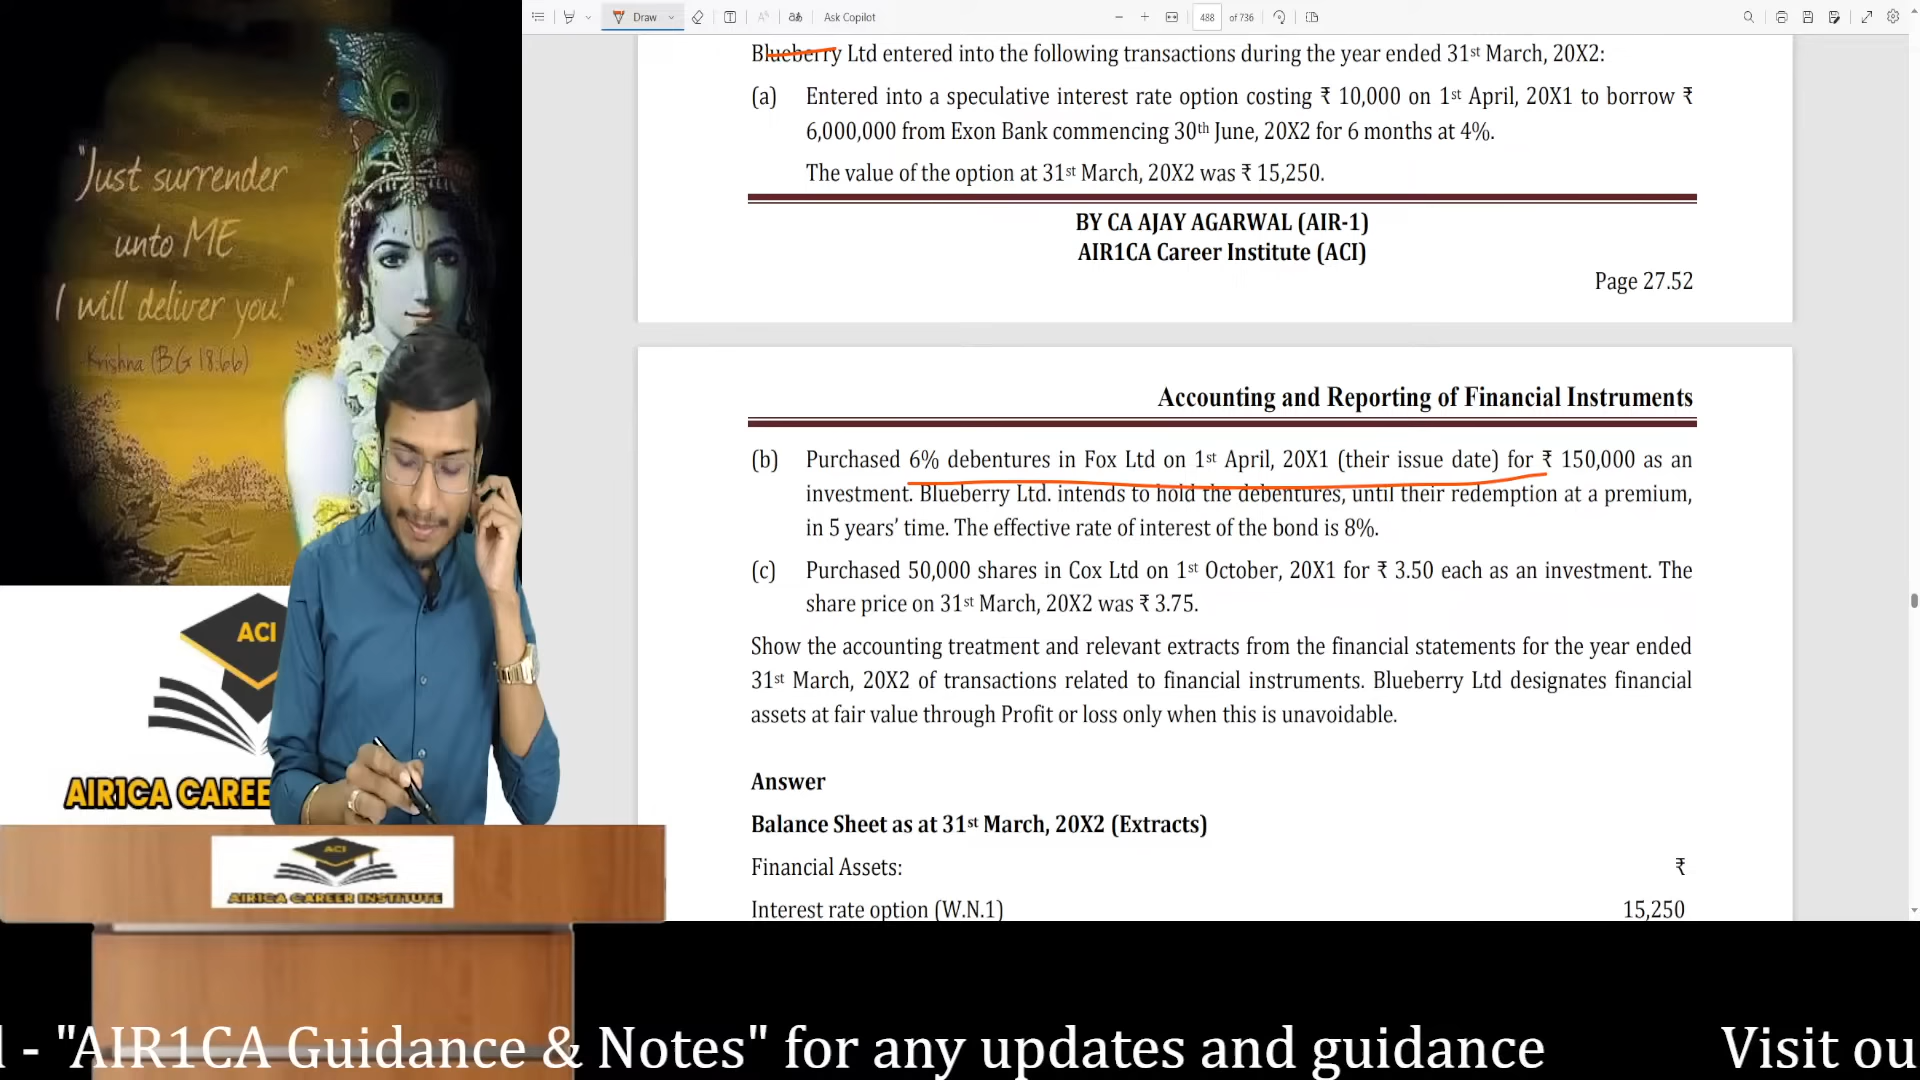 Draw
Ask Copilot
488
of 736
"Just surrender
unto ME
I will deliver you!"
-Krishna (B.G 18.66)
Blueberry Ltd entered into the following transactions during the year ended 31st March, 20X2:
(a) Entered into a speculative interest rate option costing ₹ 10,000 on 1st April, 20X1 to borrow ₹
6,000,000 from Exon Bank commencing 30th June, 20X2 for 6 months at 4%.
The value of the option at 31st March, 20X2 was ₹ 15,250.
BY CA AJAY AGARWAL (AIR-1)
AIR1CA Career Institute (ACI)
Page 27.52
Accounting and Reporting of Financial Instruments
(b) Purchased 6% debentures in Fox Ltd on 1st April, 20X1 (their issue date) for ₹ 150,000 as an
investment. Blueberry Ltd. intends to hold the debentures, until their redemption at a premium,
in 5 years’ time. The effective rate of interest of the bond is 8%.
(c) Purchased 50,000 shares in Cox Ltd on 1st October, 20X1 for ₹ 3.50 each as an investment. The
share price on 31st March, 20X2 was ₹ 3.75.
Show the accounting treatment and relevant extracts from the financial statements for the year ended
31st March, 20X2 of transactions related to financial instruments. Blueberry Ltd designates financial
assets at fair value through Profit or loss only when this is unavoidable.
Answer
Balance Sheet as at 31st March, 20X2 (Extracts)
Financial Assets: ₹
Interest rate option (W.N.1) 15,250
ACI
AIR1CA CAREE
ACI
AIR1CA CAREER INSTITUTE
- "AIR1CA Guidance & Notes" for any updates and guidance
Visit ou